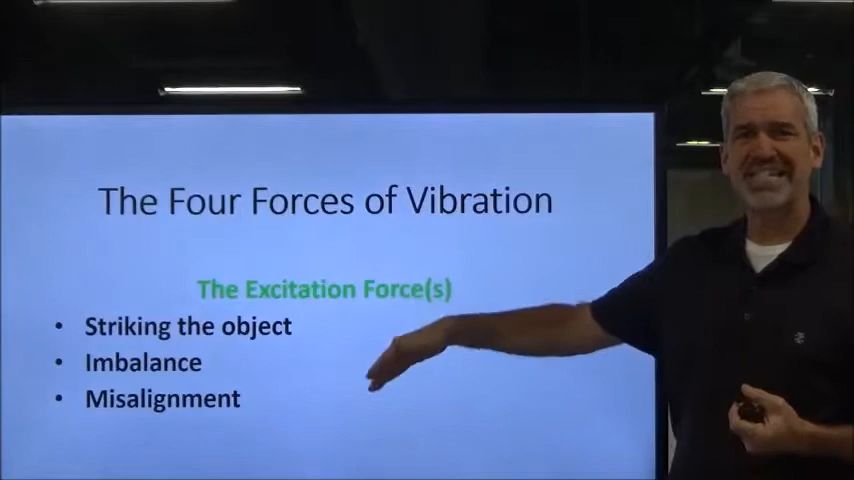 The Four Forces of Vibration
The Excitation Force(s)
• Striking the object
• Imbalance
• Misalignment